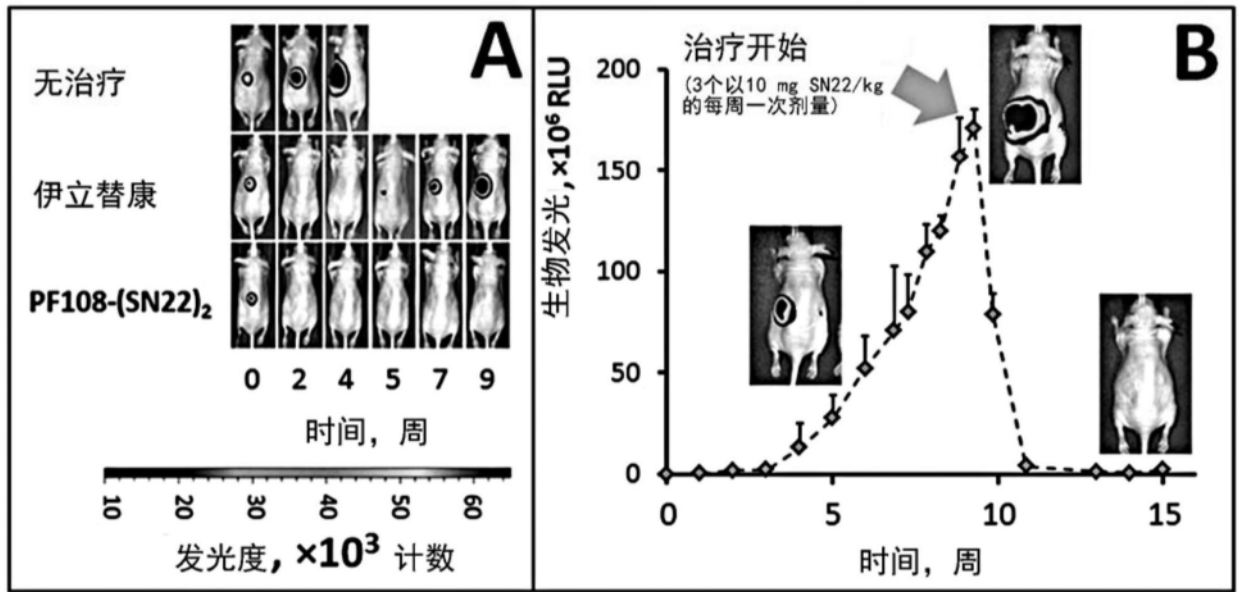 A
无治疗
伊立替康
PF108-(SN22)₂
0 2 4 5 7 9
时间，周
10 20 30 40 50 60
发光度, ×10³ 计数
B
治疗开始
(3个以10 mg SN22/kg
的每周一次剂量)
生物发光, ×10⁶ RLU
200
150
100
50
0
0 5 10 15
时间，周